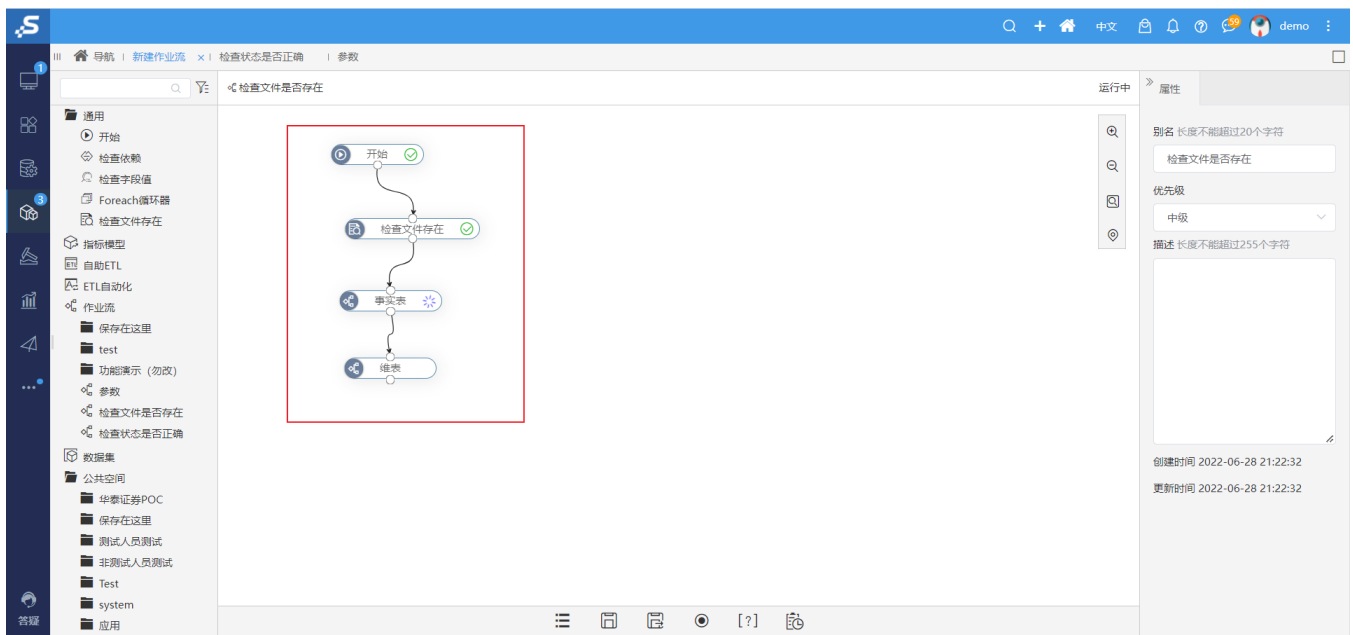 中文 59 demo
导航 新建作业流 × 检查状态是否正确 参数
1
检查文件是否存在 运行中
属性
通用
开始
检查依赖
检查字段值
Foreach循环器
检查文件存在
3
指标模型
ETL 自助ETL
ETL自动化
作业流
保存在这里
test
功能演示（勿改）
参数
检查文件是否存在
检查状态是否正确
数据集
公共空间
华泰证券POC
保存在这里
测试人员测试
非测试人员测试
Test
system
应用
答疑
开始
检查文件存在
事实表
维表
[?]
别名 长度不能超过20个字符
检查文件是否存在
优先级
中级
描述 长度不能超过255个字符
创建时间 2022-06-28 21:22:32
更新时间 2022-06-28 21:22:32